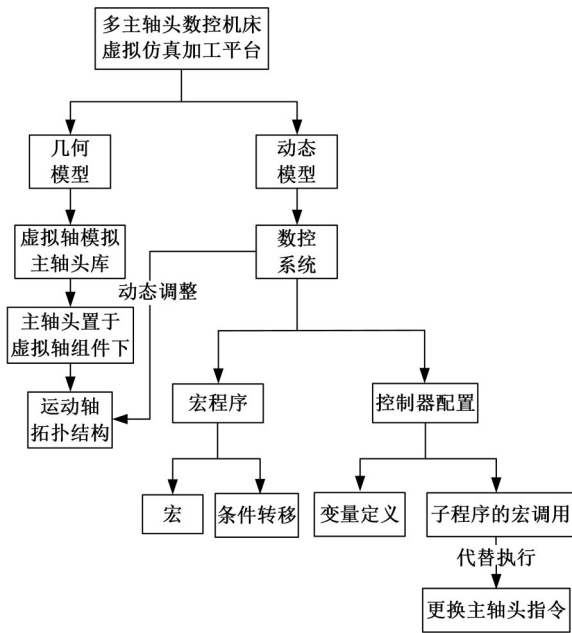 多主轴头数控机床
虚拟仿真加工平台
几何
模型
动态
模型
虚拟轴模拟
主轴头库
数控
系统
动态调整
主轴头置于
虚拟轴组件下
运动轴
拓扑结构
宏程序
控制器配置
宏
条件转移
变量定义
子程序的宏调用
代替执行
更换主轴头指令